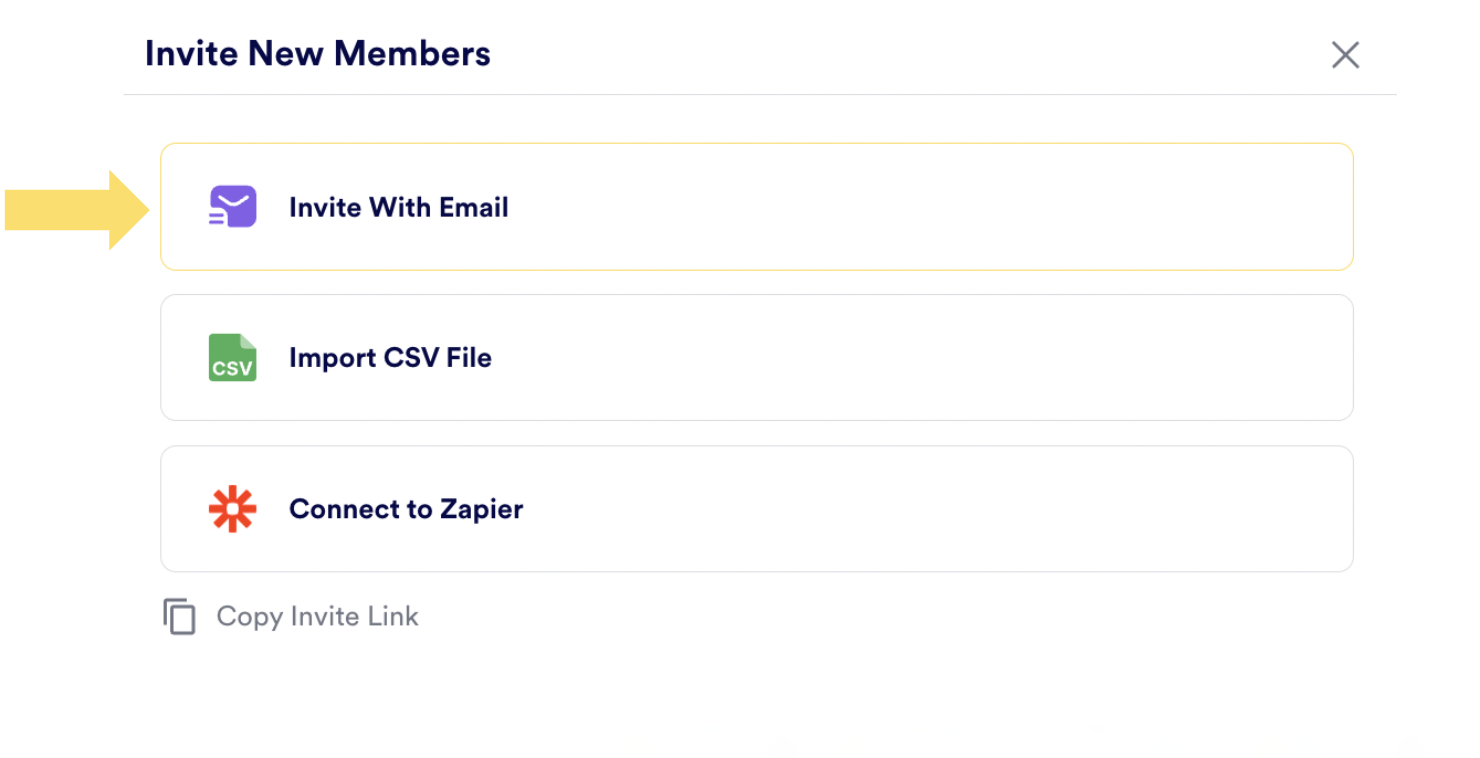 Invite New Members
Invite With Email
CSV
Import CSV File
Connect to Zapier
Copy Invite Link